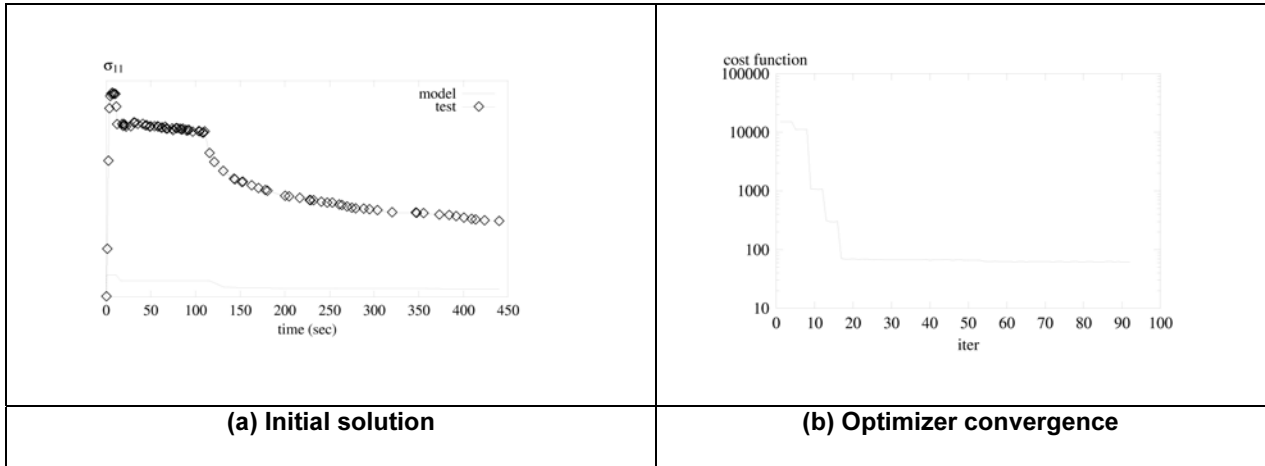 σ11
model
test
0 50 100 150 200 250 300 350 400 450
time (sec)
(a) Initial solution
cost function
100000
10000
1000
100
10
0 10 20 30 40 50 60 70 80 90 100
iter
(b) Optimizer convergence